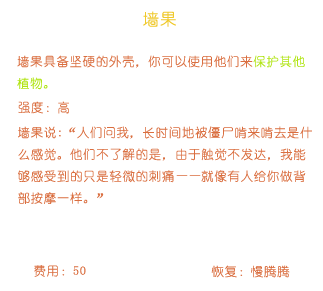 墙果
墙果具备坚硬的外壳，你可以使用他们来保护其他
植物。
强度：高
墙果说：“人们问我，长时间地被僵尸啃来啃去是什
么感觉。他们不了解的是，由于触觉不发达，我能
够感受到的只是轻微的刺痛——就像有人给你做背
部按摩一样。”
费用：50 恢复：慢腾腾